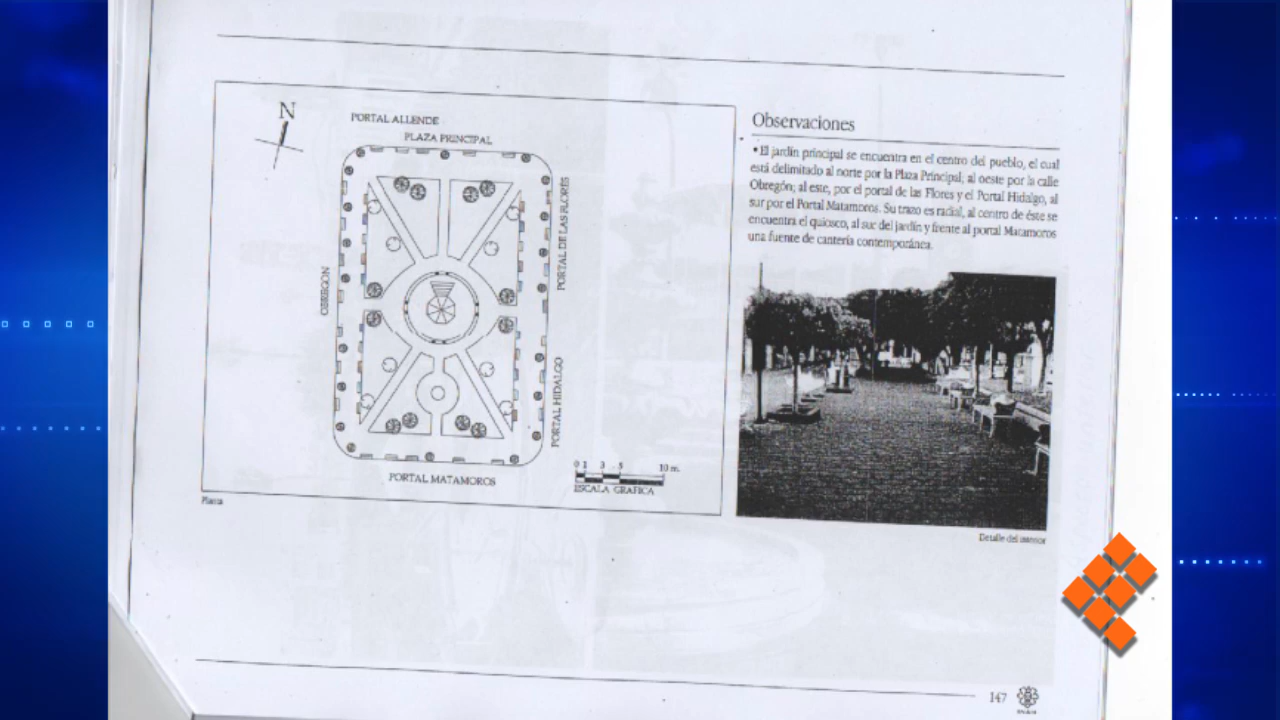 N
PORTAL ALLENDE
PLAZA PRINCIPAL
OBREGON
PORTAL DE LAS FLORES
PORTAL HIDALGO
PORTAL MATAMOROS
0 1 3 5 10 m.
ESCALA GRAFICA
Planta
Observaciones
•El jardín principal se encuentra en el centro del pueblo, el cual
está delimitado al norte por la Plaza Principal; al oeste por la calle
Obregón; al este, por el portal de las Flores y el Portal Hidalgo, al
sur por el Portal Matamoros. Su trazo es radial, al centro de éste se
encuentra el quiosco, al sur del jardín y frente al portal Matamoros
una fuente de cantería contemporánea.
Detalle del
147